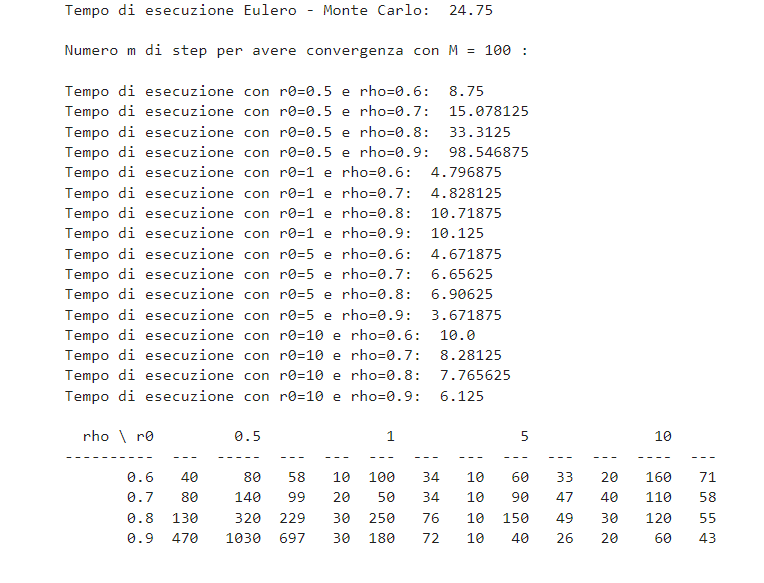 Tempo di esecuzione Eulero - Monte Carlo:  24.75
Numero m di step per avere convergenza con M = 100 :
Tempo di esecuzione con r0=0.5 e rho=0.6:  8.75
Tempo di esecuzione con r0=0.5 e rho=0.7:  15.078125
Tempo di esecuzione con r0=0.5 e rho=0.8:  33.3125
Tempo di esecuzione con r0=0.5 e rho=0.9:  98.546875
Tempo di esecuzione con r0=1 e rho=0.6:  4.796875
Tempo di esecuzione con r0=1 e rho=0.7:  4.828125
Tempo di esecuzione con r0=1 e rho=0.8:  10.71875
Tempo di esecuzione con r0=1 e rho=0.9:  10.125
Tempo di esecuzione con r0=5 e rho=0.6:  4.671875
Tempo di esecuzione con r0=5 e rho=0.7:  6.65625
Tempo di esecuzione con r0=5 e rho=0.8:  6.90625
Tempo di esecuzione con r0=5 e rho=0.9:  3.671875
Tempo di esecuzione con r0=10 e rho=0.6:  10.0
Tempo di esecuzione con r0=10 e rho=0.7:  8.28125
Tempo di esecuzione con r0=10 e rho=0.8:  7.765625
Tempo di esecuzione con r0=10 e rho=0.9:  6.125
  rho \ r0         0.5              1              5              10
----------  ---  -----  ---  ---  ---  ---  ---  ---  ---  ---  ----  ---
       0.6   40     80   58   10  100   34   10   60   33   20   160   71
       0.7   80    140   99   20   50   34   10   90   47   40   110   58
       0.8  130    320  229   30  250   76   10  150   49   30   120   55
       0.9  470   1030  697   30  180   72   10   40   26   20    60   43